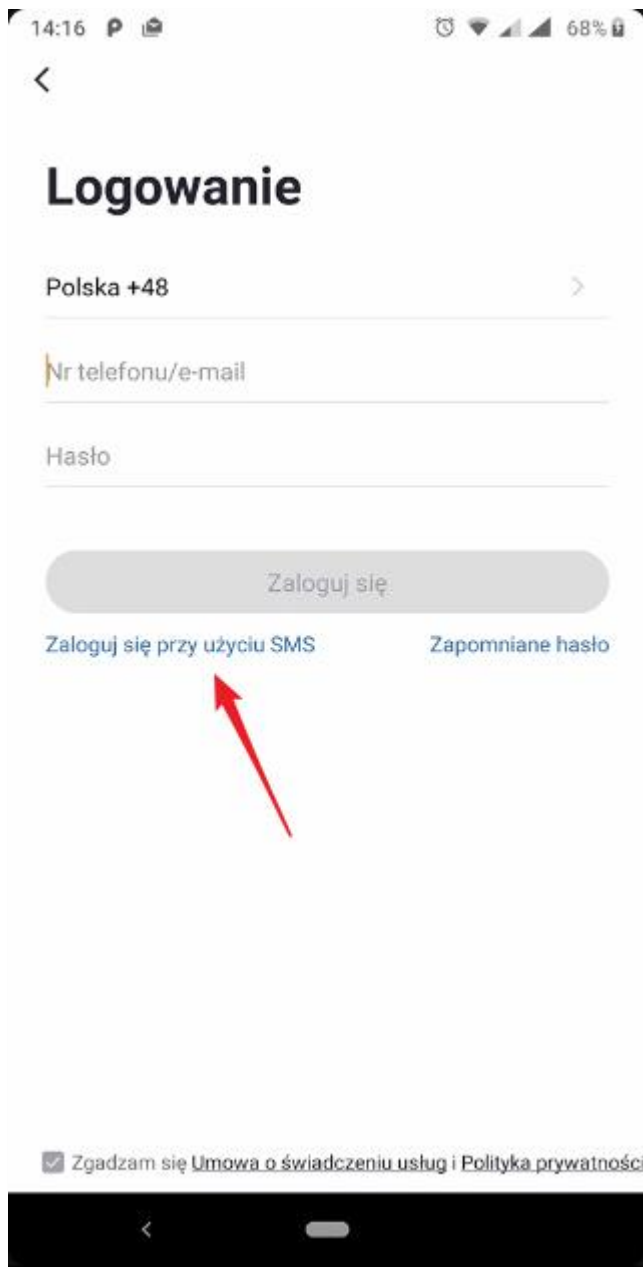 14:16 P 68%
Logowanie
Polska +48
Nr telefonu/e-mail
Hasło
Zaloguj się
Zaloguj się przy użyciu SMS Zapomniane hasło
Zgadzam się Umowa o świadczeniu usług i Polityka prywatności